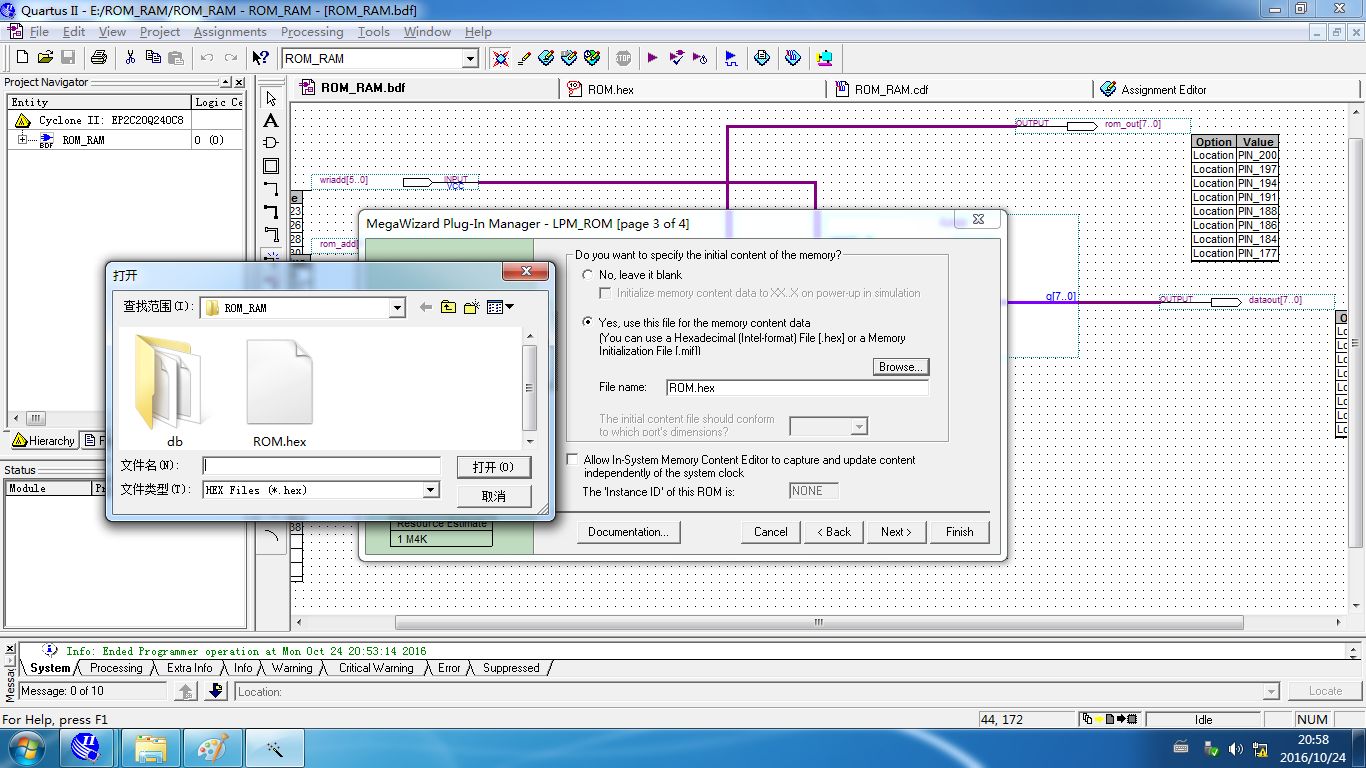 Quartus II - E:/ROM_RAM/ROM_RAM - ROM_RAM - [ROM_RAM.bdf]
File Edit View Project Assignments Processing Tools Window Help
ROM_RAM
Project Navigator
Entity Logic Ce
Cyclone II: EP2C20Q240C8
ROM_RAM 0 (0)
Hierarchy
Status
Module
ROM_RAM.bdf ROM.hex ROM_RAM.cdf Assignment Editor
OUTPUT rom_out[7..0]
Option Value
Location PIN_200
Location PIN_197
Location PIN_194
Location PIN_191
Location PIN_188
Location PIN_186
Location PIN_184
Location PIN_177
wriadd[5..0] INPUT VCC
rom_add
q[7..0] OUTPUT dataout[7..0]
MegaWizard Plug-In Manager - LPM_ROM [page 3 of 4]
Do you want to specify the initial content of the memory?
No, leave it blank
Initialize memory content data to XX..X on power-up in simulation
Yes, use this file for the memory content data
(You can use a Hexadecimal (Intel-format) File [.hex] or a Memory
Initialization File [.mif])
Browse...
File name: ROM.hex
The initial content file should conform
to which port's dimensions?
Allow In-System Memory Content Editor to capture and update content
independently of the system clock
The 'Instance ID' of this ROM is: NONE
Resource Estimate
1 M4K
Documentation... Cancel < Back Next > Finish
打开
查找范围(I): ROM_RAM
db
ROM.hex
文件名(N): 打开(O)
文件类型(T): HEX Files (*.hex) 取消
Info: Ended Programmer operation at Mon Oct 24 20:53:14 2016
System Processing Extra Info Info Warning Critical Warning Error Suppressed
Message: 0 of 10 Location: Locate
For Help, press F1 44, 172 Idle NUM
20:58
2016/10/24